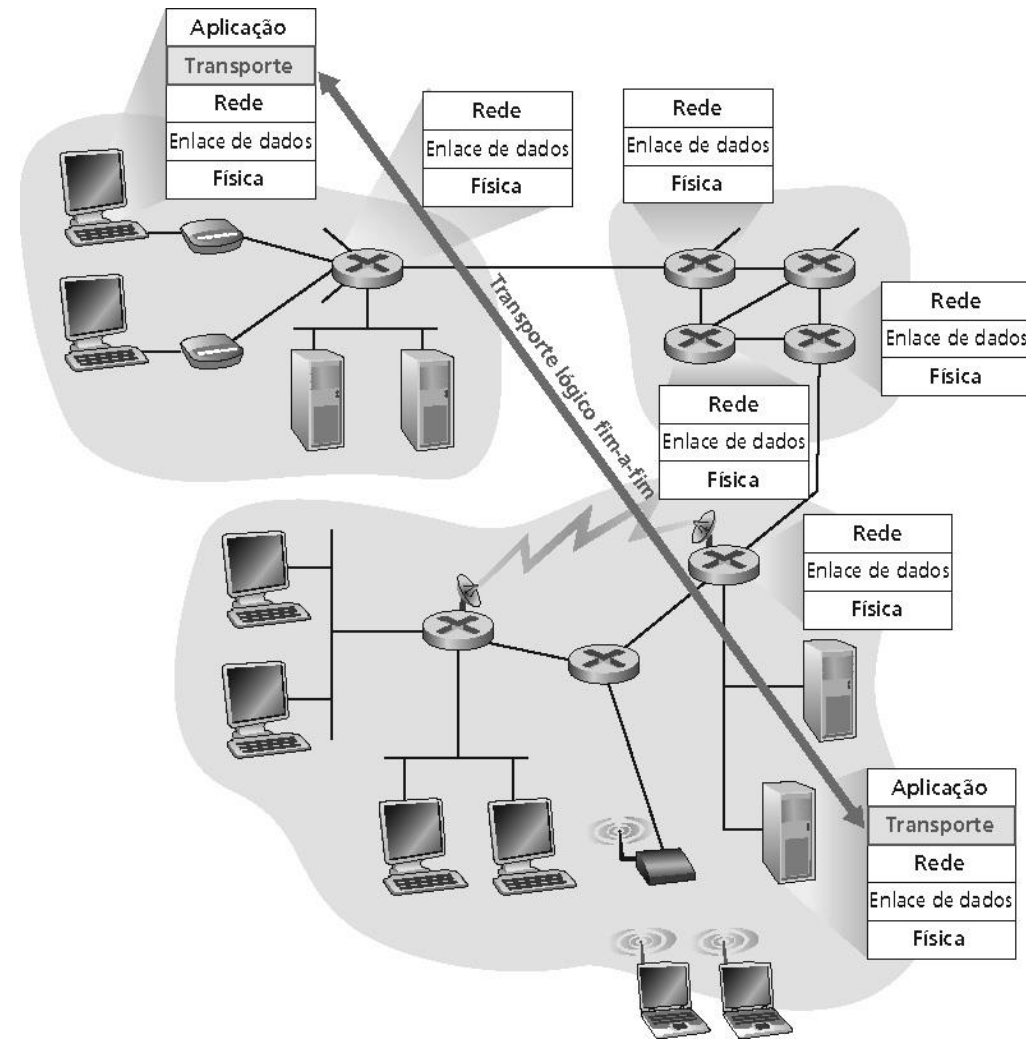 Aplicação
Transporte
Rede
Enlace de dados
Física
Rede
Enlace de dados
Física
Rede
Enlace de dados
Física
Rede
Enlace de dados
Física
Rede
Enlace de dados
Física
Transporte lógico fim-a-fim
Rede
Enlace de dados
Física
Aplicação
Transporte
Rede
Enlace de dados
Física